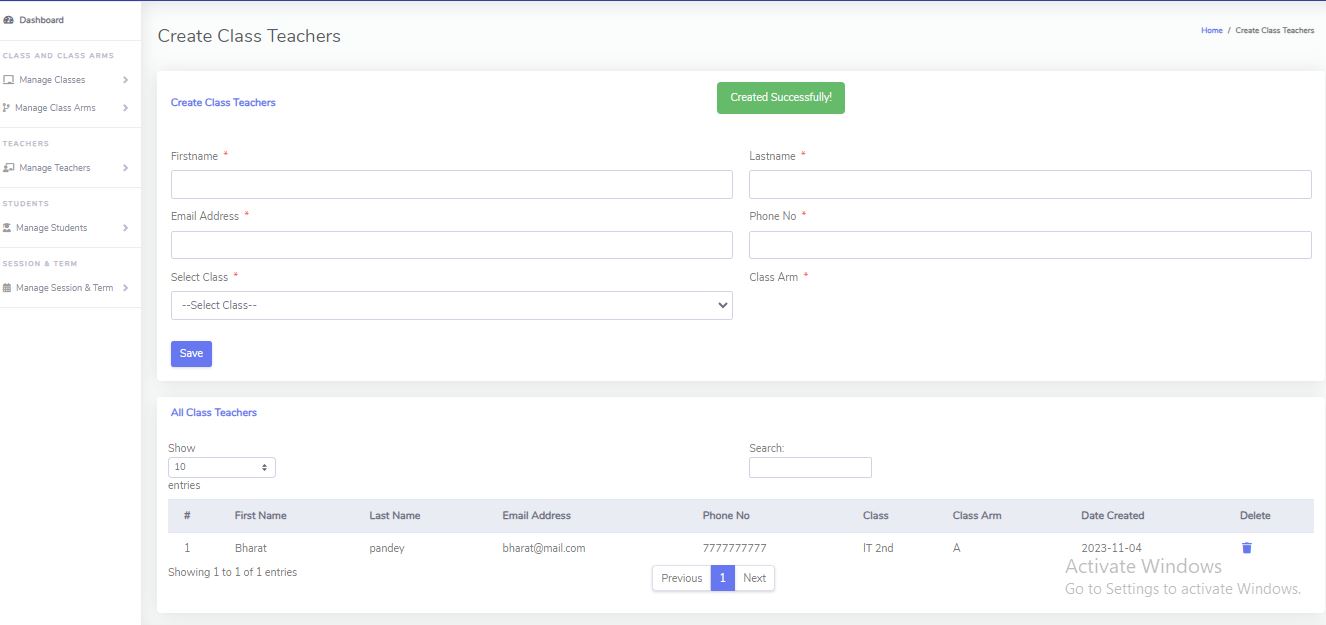 Dashboard
CLASS AND CLASS ARMS
Manage Classes
Manage Class Arms
TEACHERS
Manage Teachers
STUDENTS
Manage Students
SESSION & TERM
Manage Session & Term
Create Class Teachers
Home / Create Class Teachers
Create Class Teachers
Created Successfully!
Firstname *
Lastname *
Email Address *
Phone No *
Select Class *
Class Arm *
--Select Class--
Save
All Class Teachers
Show
10
entries
Search:
# First Name Last Name Email Address Phone No Class Class Arm Date Created Delete
1 Bharat pandey bharat@mail.com 7777777777 IT 2nd A 2023-11-04
Showing 1 to 1 of 1 entries
Previous 1 Next
Activate Windows
Go to Settings to activate Windows.